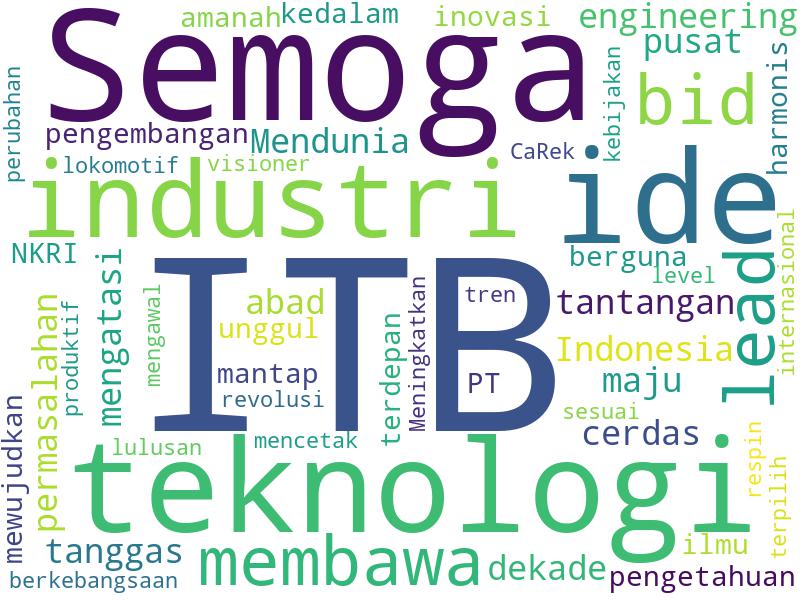 Semoga
amanah
kedalam
inovasi
engineering
pusat
bid
harmonis
kebijakan
perubahan
pengembangan
Mendunia
CaRek
lokomotif
visioner
industri
ide
NKRI
mengatasi
mengawal
ITB
abad
unggul
mantap
revolusi
terdepan
Meningkatkan
tren
PT
berguna
level
lead
internasional
tantangan
Indonesia
maju
sesuai
cerdas
permasalahan
produktif
mewujudkan
lulusan
mencetak
teknologi
respin
terpilih
tanggas
membawa
dekade
ilmu
berkebangsaan
pengetahuan